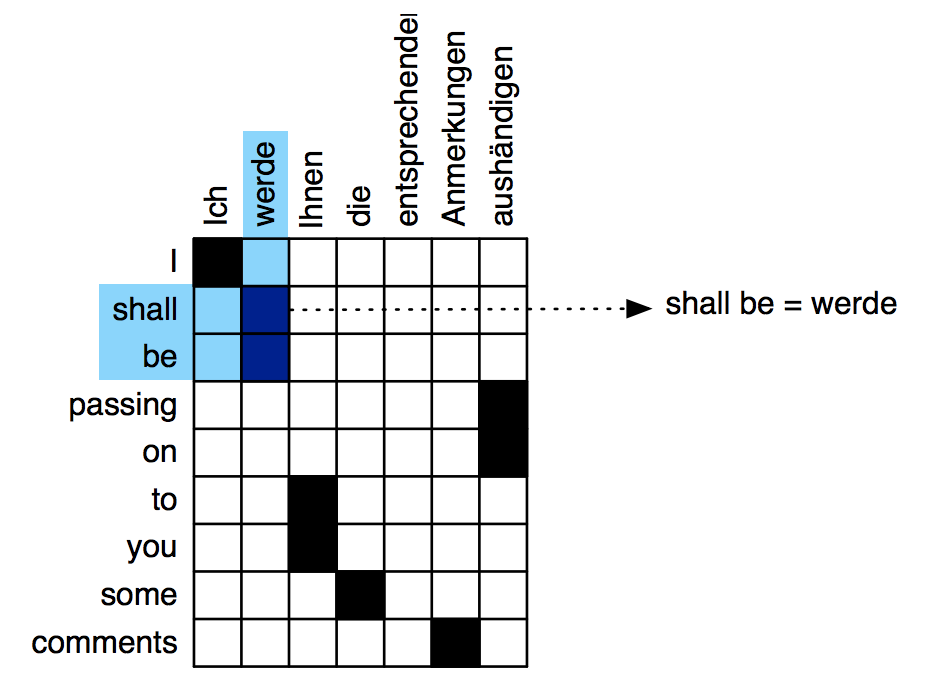 Ich
werde
Ihnen
die
entsprechenden
Anmerkungen
aushändigen
I
shall
shall be = werde
be
passing
on
to
you
some
comments